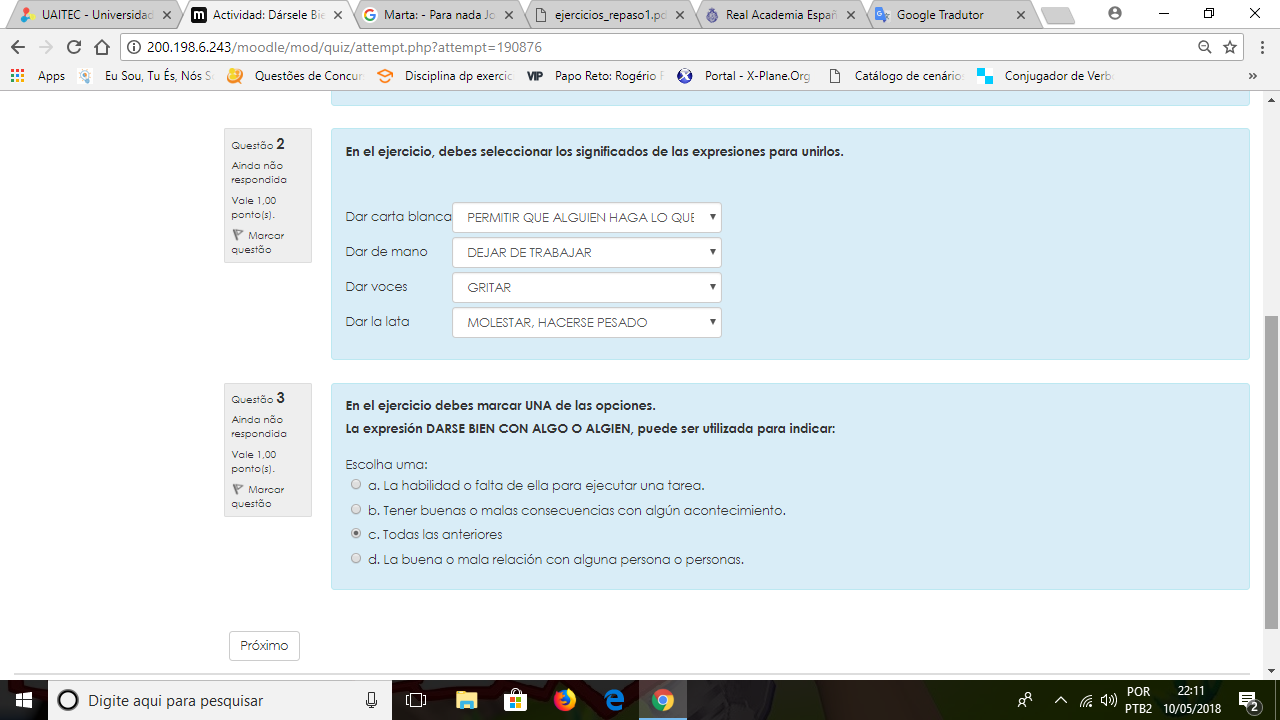 UAITEC - Universidad
Actividad: Dársele Bie
Marta: - Para nada Jo
ejercicios_repaso1.pd
Real Academia Españ
Google Tradutor
200.198.6.243/moodle/mod/quiz/attempt.php?attempt=190876
Apps
Eu Sou, Tu És, Nós S
Questões de Concur
Disciplina dp exercic
VIP Papo Reto: Rogério F
Portal - X-Plane.Org
Catálogo de cenário
Conjugador de Verb
»
Questão 2
Ainda não
respondida
Vale 1,00
ponto(s).
Marcar
questão
En el ejercicio, debes seleccionar los significados de las expresiones para unirlos.
Dar carta blanca PERMITIR QUE ALGUIEN HAGA LO QUE
Dar de mano DEJAR DE TRABAJAR
Dar voces GRITAR
Dar la lata MOLESTAR, HACERSE PESADO
Questão 3
Ainda não
respondida
Vale 1,00
ponto(s).
Marcar
questão
En el ejercicio debes marcar UNA de las opciones.
La expresión DARSE BIEN CON ALGO O ALGIEN, puede ser utilizada para indicar:
Escolha uma:
a. La habilidad o falta de ella para ejecutar una tarea.
b. Tener buenas o malas consecuencias con algún acontecimiento.
c. Todas las anteriores
d. La buena o mala relación con alguna persona o personas.
Próximo
Digite aqui para pesquisar
POR
PTB2
22:11
10/05/2018
2